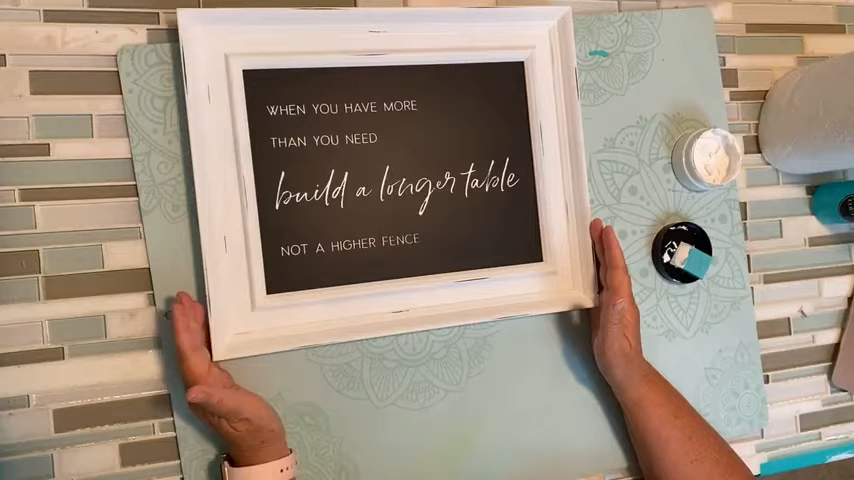 WHEN YOU HAVE MORE
THAN YOU NEED
build a longer table
NOT A HIGHER FENCE